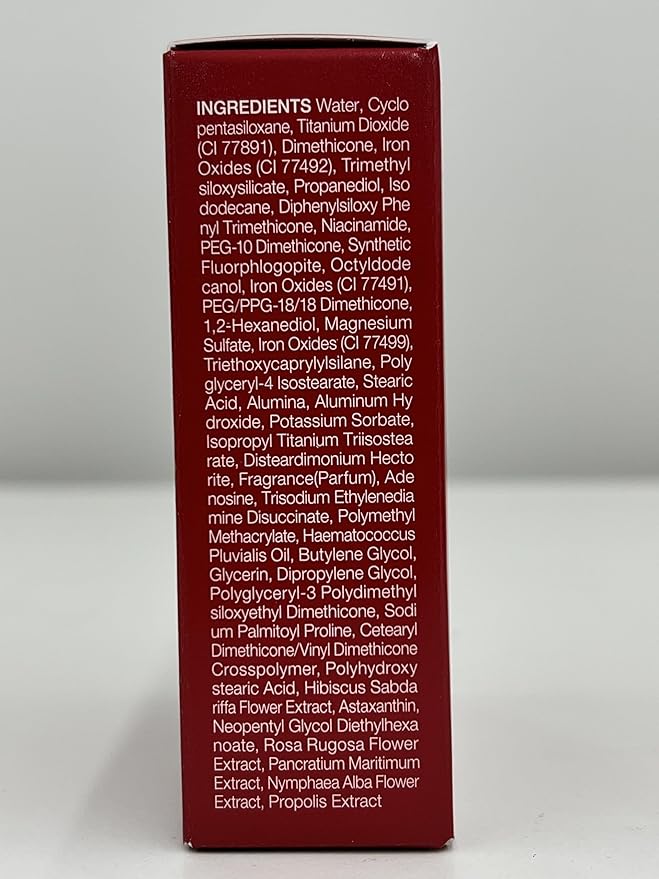 INGREDIENTS Water, Cyclo
pentasiloxane, Titanium Dioxide
(CI 77891), Dimethicone, Iron
Oxides (CI 77492), Trimethyl
siloxysilicate, Propanediol, Iso
dodecane, Diphenylsiloxy Phe
nyl Trimethicone, Niacinamide,
PEG-10 Dimethicone, Synthetic
Fluorphlogopite, Octyldode
canol, Iron Oxides (CI 77491),
PEG/PPG-18/18 Dimethicone,
1,2-Hexanediol, Magnesium
Sulfate, Iron Oxides (CI 77499),
Triethoxycaprylylsilane, Poly
glyceryl-4 Isostearate, Stearic
Acid, Alumina, Aluminum Hy
droxide, Potassium Sorbate,
Isopropyl Titanium Triisostea
rate, Disteardimonium Hecto
rite, Fragrance(Parfum), Ade
nosine, Trisodium Ethylenedia
mine Disuccinate, Polymethyl
Methacrylate, Haematococcus
Pluvialis Oil, Butylene Glycol,
Glycerin, Dipropylene Glycol,
Polyglyceryl-3 Polydimethyl
siloxyethyl Dimethicone, Sodi
um Palmitoyl Proline, Cetearyl
Dimethicone/Vinyl Dimethicone
Crosspolymer, Polyhydroxy
stearic Acid, Hibiscus Sabda
riffa Flower Extract, Astaxanthin,
Neopentyl Glycol Diethylhexa
noate, Rosa Rugosa Flower
Extract, Pancratium Maritimum
Extract, Nymphaea Alba Flower
Extract, Propolis Extract